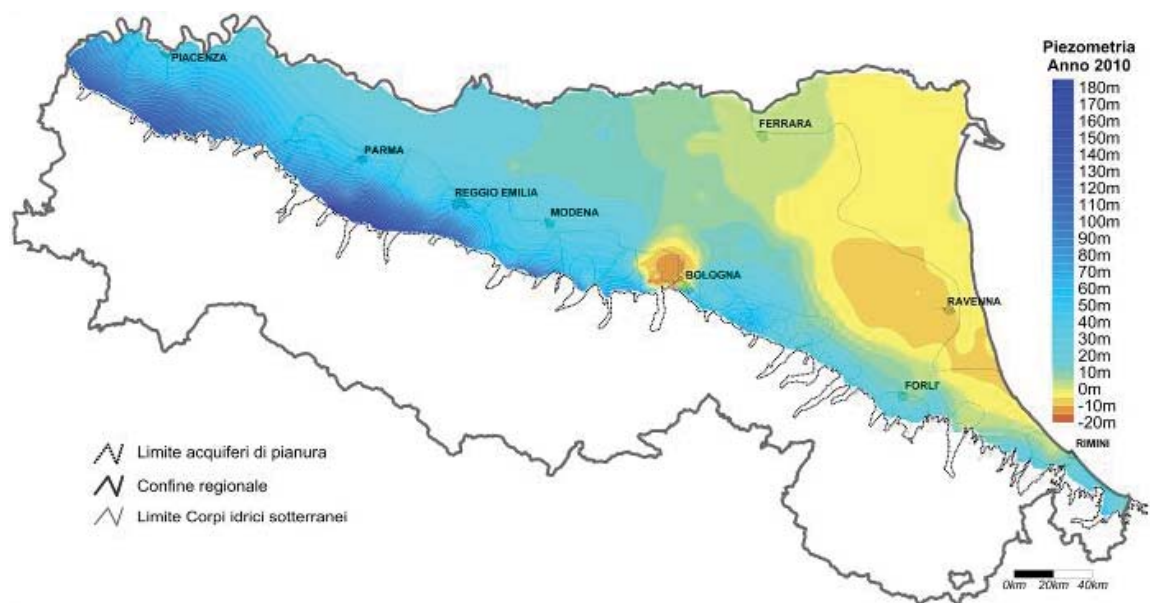 Piezometria
Anno 2010
180m
170m
160m
150m
140m
130m
120m
110m
100m
90m
80m
70m
60m
50m
40m
30m
20m
10m
0m
-10m
-20m
PIACENZA
PARMA
REGGIO EMILIA
MODENA
BOLOGNA
FERRARA
RAVENNA
FORLI'
RIMINI
Limite acquiferi di pianura
Confine regionale
Limite Corpi idrici sotterranei
0km 20km 40km